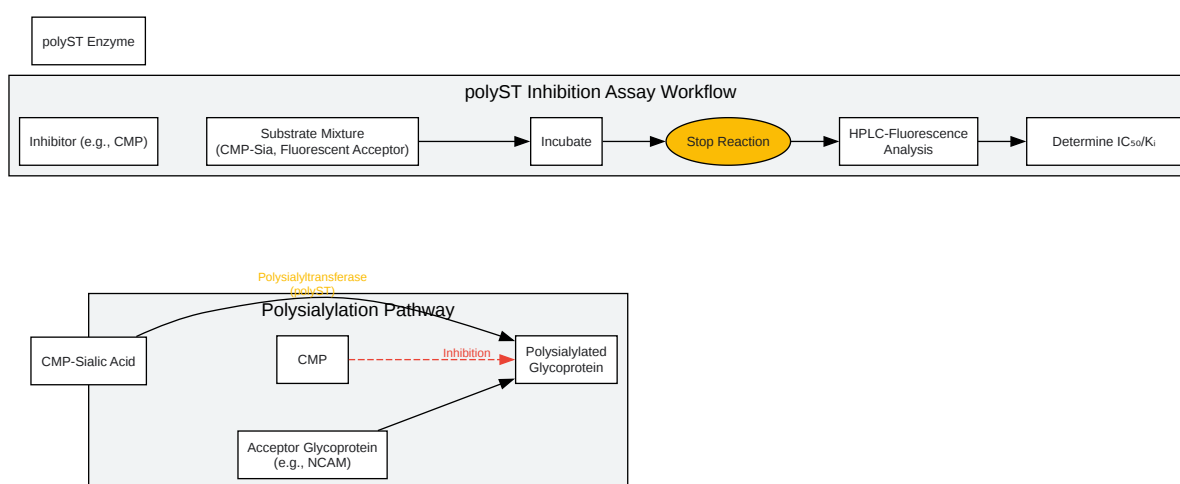 polyST Enzyme
polyST Inhibition Assay Workflow
Inhibitor (e.g., CMP)
Substrate Mixture
(CMP-Sia, Fluorescent Acceptor)
Incubate
Stop Reaction
HPLC-Fluorescence
Analysis
Determine IC₅₀/Kᵢ
Polysialyltransferase
(polyST)
Polysialylation Pathway
CMP-Sialic Acid
CMP
Inhibition
Polysialylated
Glycoprotein
Acceptor Glycoprotein
(e.g., NCAM)